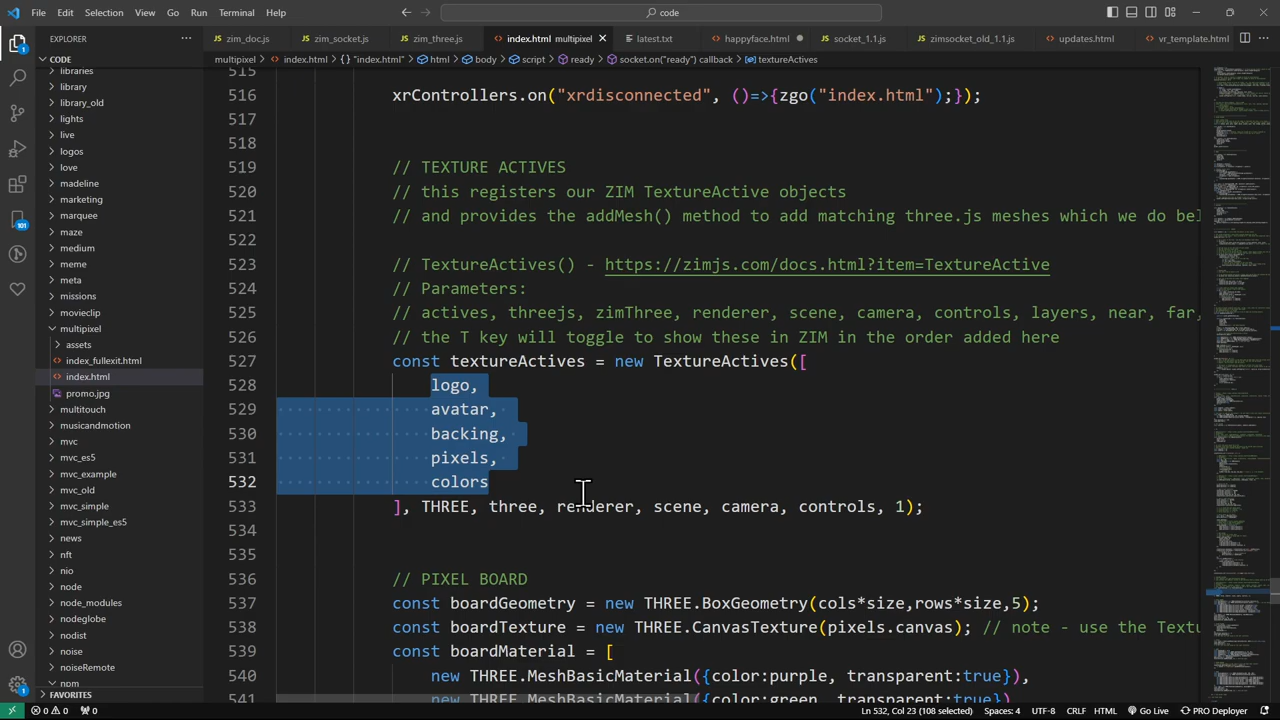 File Edit Selection View Go Run Terminal Help
code
EXPLORER
zim_doc.js
zim_socket.js
zim_three.js
index.html multipixel
latest.txt
happyface.html
socket_1.1.js
zimsocket_old_1.1.js
updates.html
vr_template.html
multipixel > index.html > "index.html" > html > body > script > ready > socket.on("ready") callback > textureActives
CODE
libraries
library
library_old
lights
live
logos
love
madeline
marketing
marquee
maze
medium
meme
meta
missions
movieclip
multipixel
assets
index_fullexit.html
index.html
promo.jpg
multitouch
musicandmotion
mvc
mvc_es5
mvc_example
mvc_old
mvc_simple
mvc_simple_es5
news
nft
nio
node
node_modules
nodeglobe
nodist
noise
noiseRemote
npm
FAVORITES
1
101
515
516 xrControllers.on("xrdisconnected", ()=>{zgo("index.html");});
517
518
519 // TEXTURE ACTIVES
520 // this registers our ZIM TextureActive objects
521 // and provides the addMesh() method to add matching threejs meshes which we do bel
522
523 // TextureActives() - https://zimjs.com/docs.html?item=TextureActive
524 // Parameters:
525 // actives, threejs, zimThree, renderer, scene, camera, controls, layers, near, far,
526 //the T key will toggle to show these in ZIM in the order added here
527 const textureActives = new TextureActives([
528 logo,
529 avatar,
530 backing,
531 pixels,
532 colors
533 ], THREE, three, renderer, scene, camera, controls, 1);
534
535
536 // PIXEL BOARD
537 const boardGeometry = new THREE.BoxGeometry(cols*size,rows*size,5);
538 const boardTexture = new THREE.CanvasTexture(pixels.canvas) // note - use the Textu
539 const boardMaterial = [
540 new THREE.MeshBasicMaterial({color:purple, transparent:true}),
541 new THREE.MeshBasicMaterial({color:purple, transparent:true}),
0 0 0
Ln 532, Col 23 (108 selected) Spaces: 4 UTF-8 CRLF HTML Go Live PRO Deployer